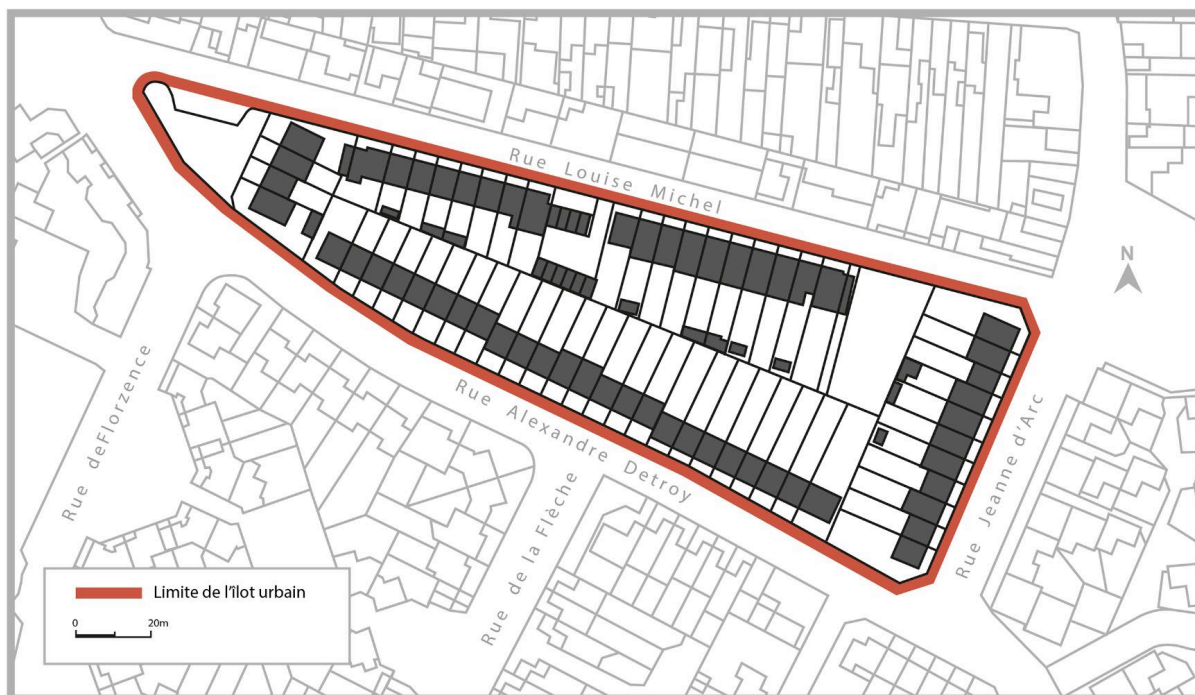 Rue Louise Michel
N
Rue deFlorzence
Rue Alexandre Detroy
Rue de la Flèche
Rue Jeanne d'Arc
Limite de l'îlot urbain
0 20m